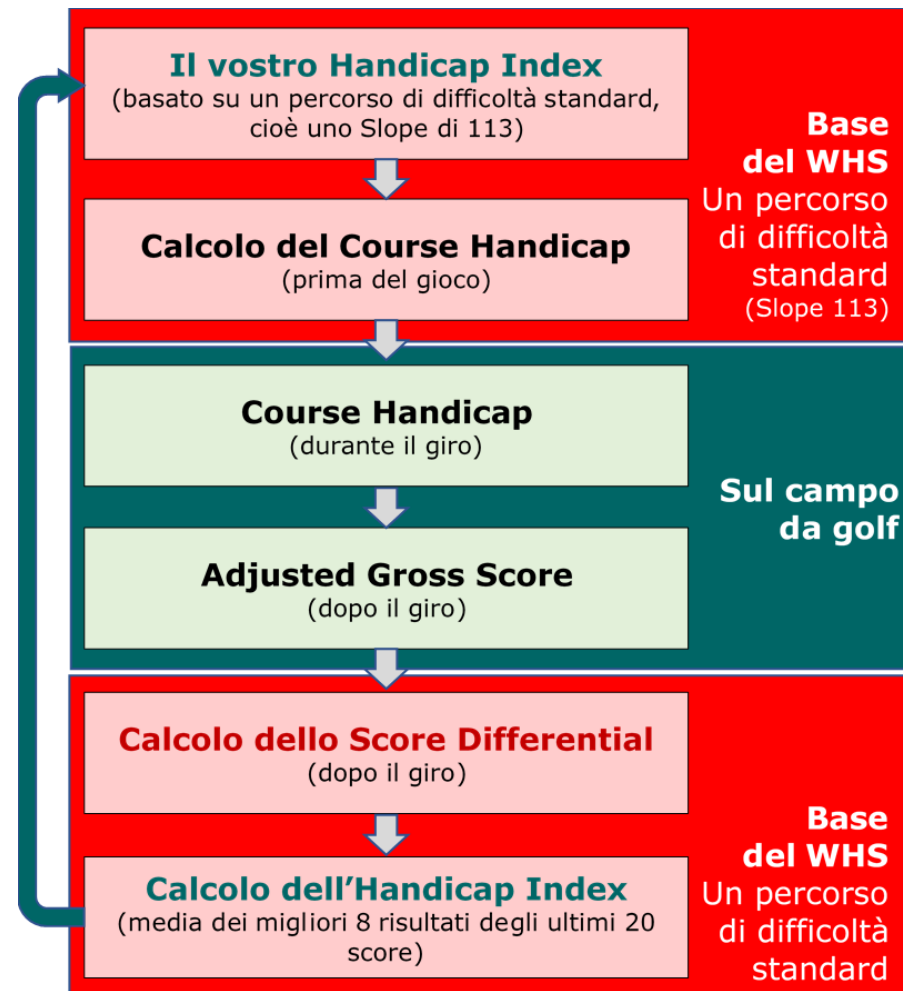 Il vostro Handicap Index
(basato su un percorso di difficoltà standard,
cioè uno Slope di 113)
Calcolo del Course Handicap
(prima del gioco)
Base
del WHS
Un percorso
di difficoltà
standard
(Slope 113)
Course Handicap
(durante il giro)
Adjusted Gross Score
(dopo il giro)
Sul campo
da golf
Calcolo dello Score Differential
(dopo il giro)
Calcolo dell’Handicap Index
(media dei migliori 8 risultati degli ultimi 20
score)
Base
del WHS
Un percorso
di difficoltà
standard